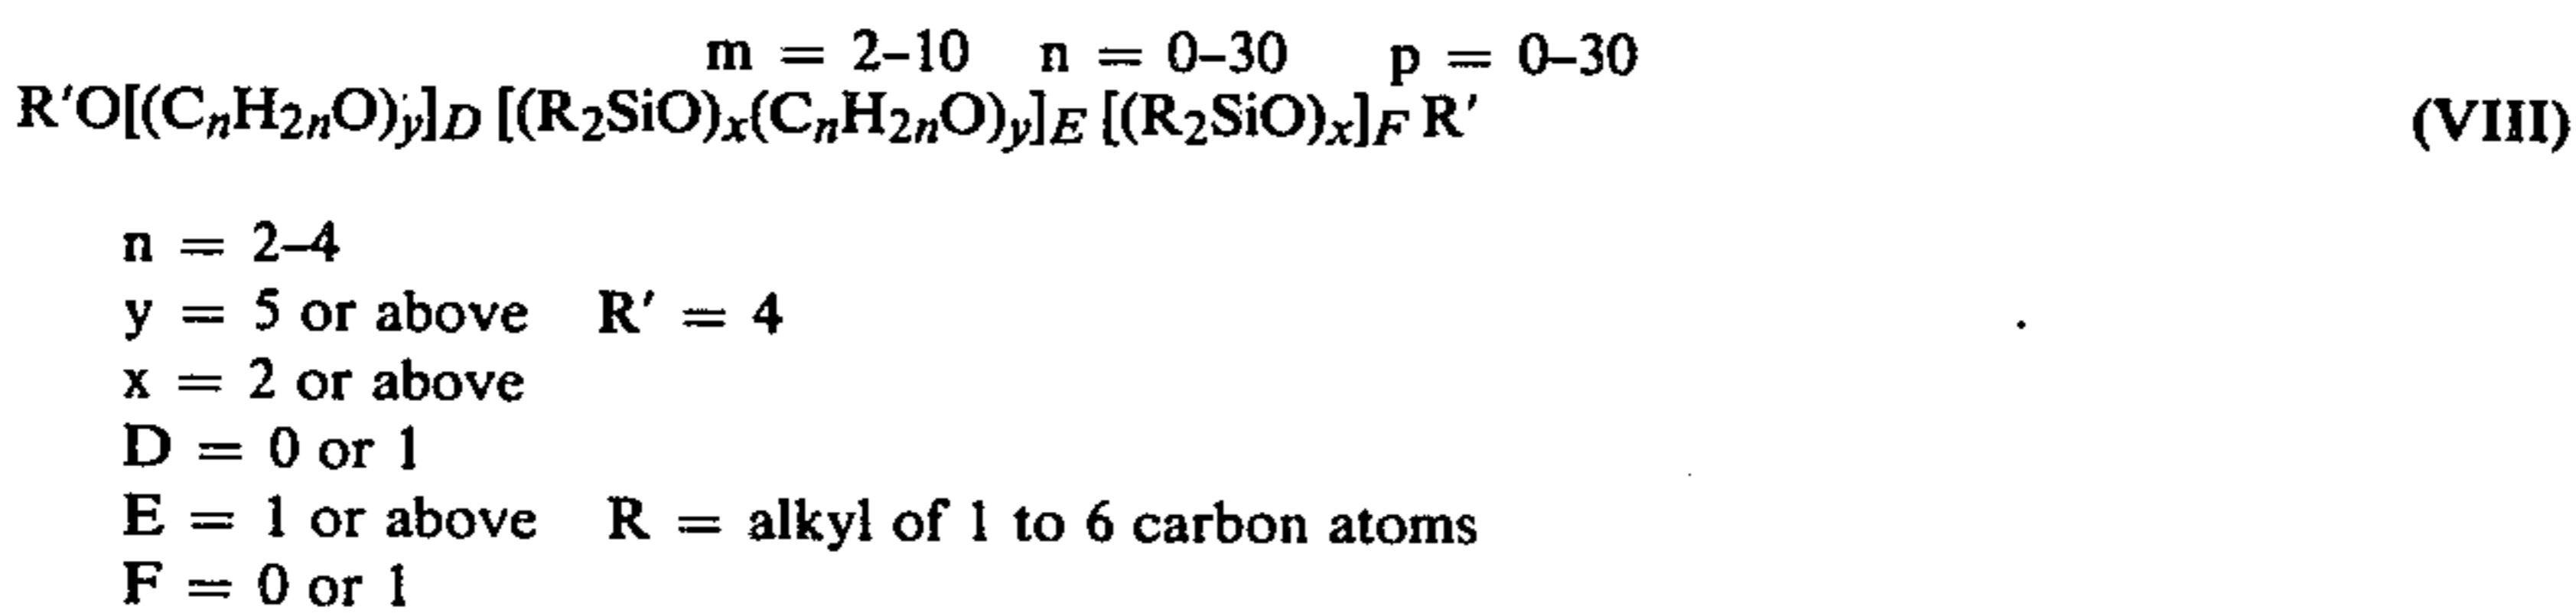 m = 2–10 n = 0–30 p = 0–30
R′O[(CₙH₂ₙO)y]D [(R₂SiO)ₓ(CₙH₂ₙO)y]E [(R₂SiO)ₓ]F R′ (VIII)
n = 2–4
y = 5 or above R′ = 4
x = 2 or above
D = 0 or 1
E = 1 or above R = alkyl of 1 to 6 carbon atoms
F = 0 or 1